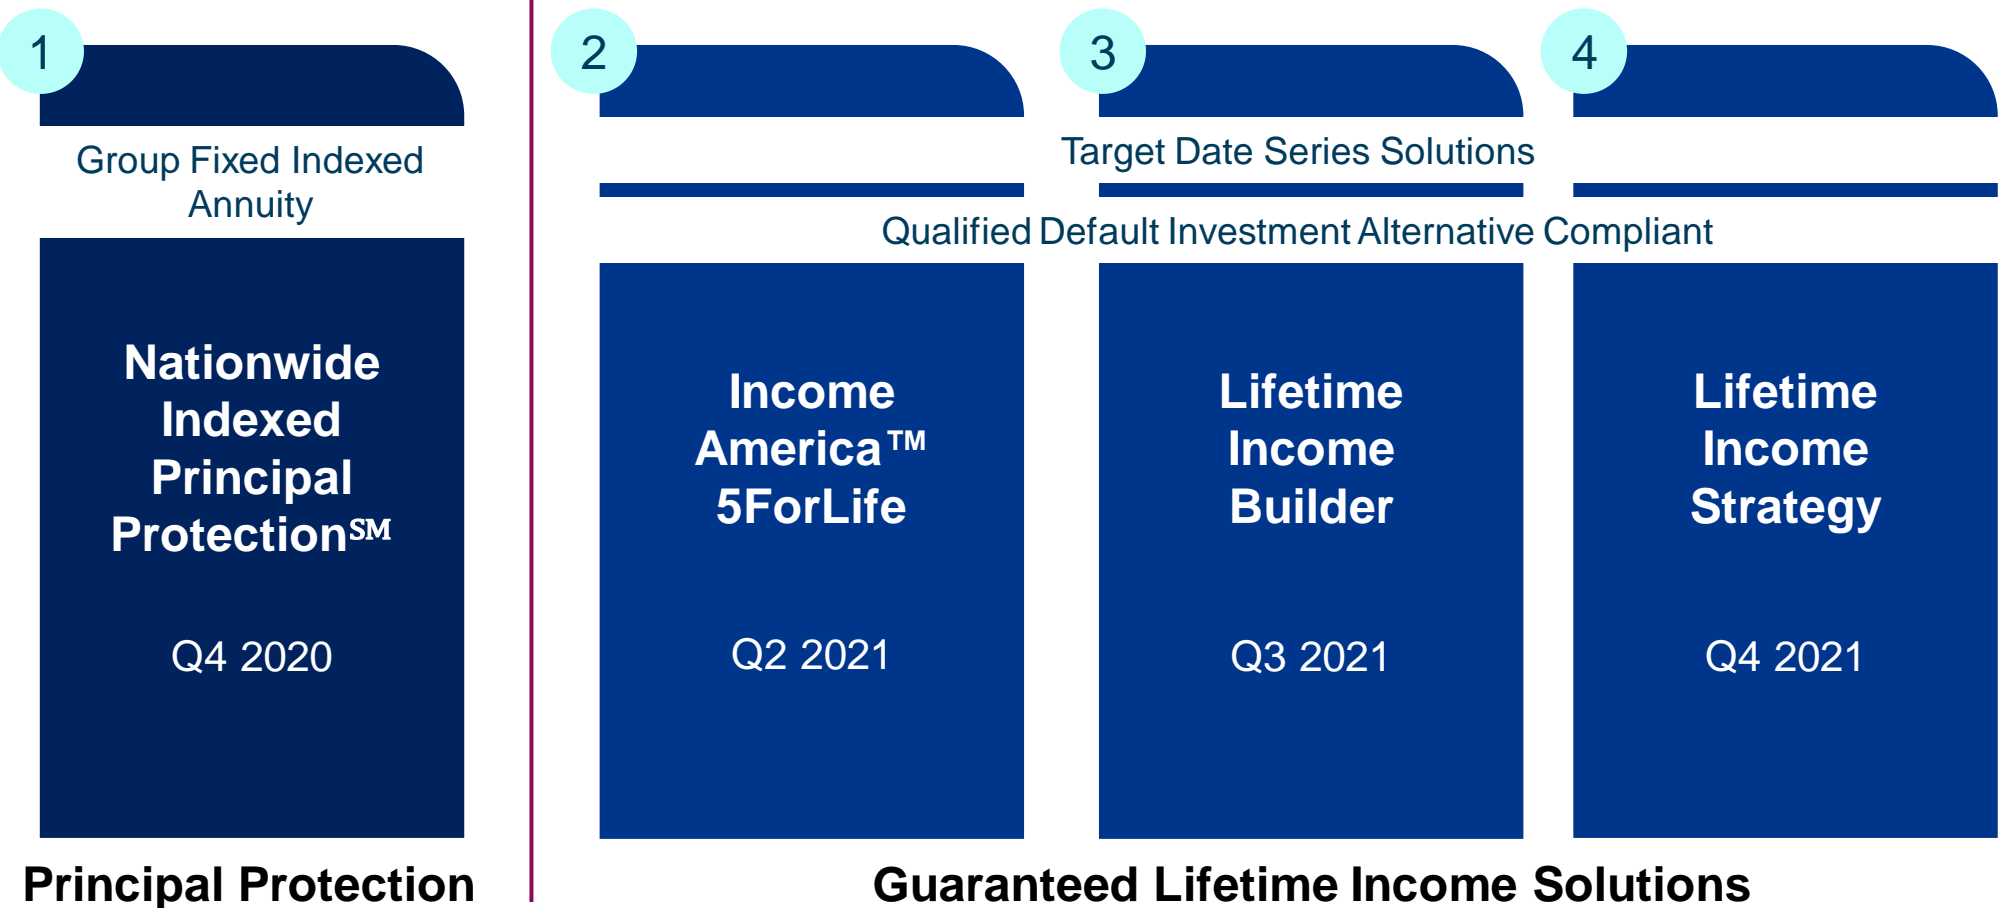 1
Group Fixed Indexed
Annuity
Nationwide
Indexed
Principal
Protection℠
Q4 2020
Principal Protection
2
3
4
Target Date Series Solutions
Qualified Default Investment Alternative Compliant
Income
America™
5ForLife
Q2 2021
Lifetime
Income
Builder
Q3 2021
Lifetime
Income
Strategy
Q4 2021
Guaranteed Lifetime Income Solutions